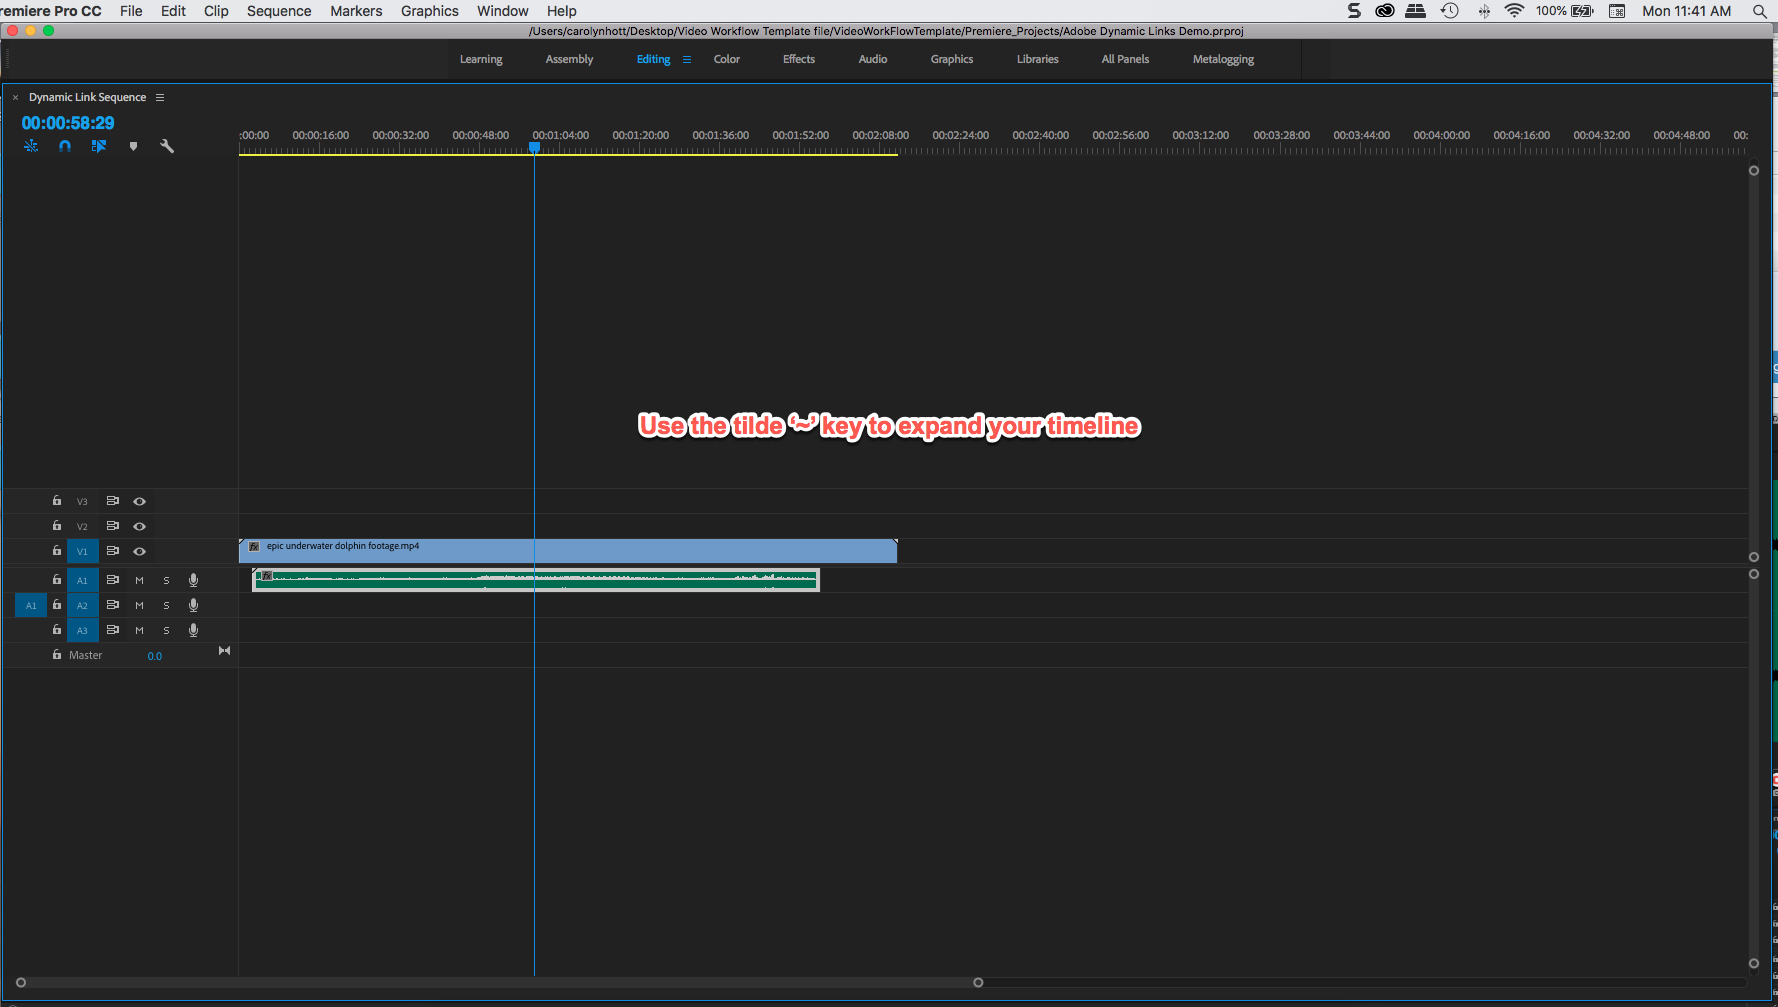 remiere Pro CC File Edit Clip Sequence Markers Graphics Window Help 100% Mon 11:41 AM
/Users/carolynhott/Desktop/Video Workflow Template file/VideoWorkFlowTemplate/Premiere_Projects/Adobe Dynamic Links Demo.prproj
Learning Assembly Editing Color Effects Audio Graphics Libraries All Panels Metalogging
× Dynamic Link Sequence
00:00:58:29
:00:00 00:00:16:00 00:00:32:00 00:00:48:00 00:01:04:00 00:01:20:00 00:01:36:00 00:01:52:00 00:02:08:00 00:02:24:00 00:02:40:00 00:02:56:00 00:03:12:00 00:03:28:00 00:03:44:00 00:04:00:00 00:04:16:00 00:04:32:00 00:04:48:00 00:
Use the tilde ‘~’ key to expand your timeline
V3
V2
V1 fx epic underwater dolphin footage.mp4
A1 M S fx
A1 A2 M S
A3 M S
Master 0.0